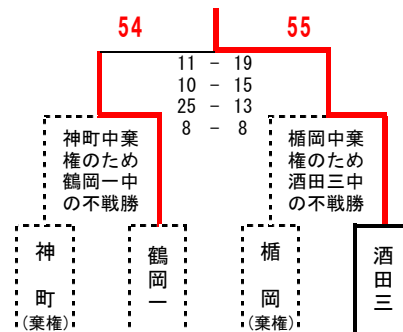 54 55
11 － 19
10 － 15
25 － 13
8 － 8
神町中棄
権のため
鶴岡一中
の不戦勝
楯岡中棄
権のため
酒田三中
の不戦勝
神町
(棄権)
鶴岡一
楯岡
(棄権)
酒田三